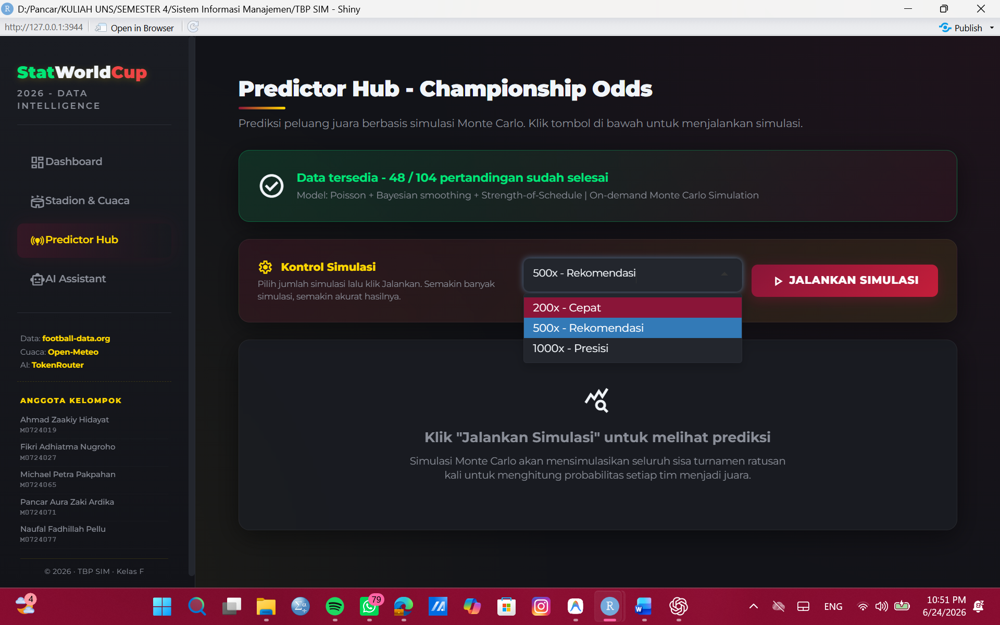 R
D:/Pancar/KULIAH UNS/SEMESTER 4/Sistem Informasi Manajemen/TBP SIM - Shiny
http://127.0.0.1:3944
Open in Browser
Publish
StatWorldCup
2026 - DATA
INTELLIGENCE
Dashboard
Stadion & Cuaca
Predictor Hub
AI Assistant
Data: football-data.org
Cuaca: Open-Meteo
AI: TokenRouter
ANGGOTA KELOMPOK
Ahmad Zaakiy Hidayat
M0724019
Fikri Adhiatma Nugroho
M0724027
Michael Petra Pakpahan
M0724065
Pancar Aura Zaki Ardika
M0724071
Naufal Fadhillah Pellu
M0724077
© 2026 · TBP SIM · Kelas F
Predictor Hub - Championship Odds
Prediksi peluang juara berbasis simulasi Monte Carlo. Klik tombol di bawah untuk menjalankan simulasi.
Data tersedia - 48 / 104 pertandingan sudah selesai
Model: Poisson + Bayesian smoothing + Strength-of-Schedule | On-demand Monte Carlo Simulation
Kontrol Simulasi
Pilih jumlah simulasi lalu klik Jalankan. Semakin banyak
simulasi, semakin akurat hasilnya.
500x - Rekomendasi
200x - Cepat
500x - Rekomendasi
1000x - Presisi
JALANKAN SIMULASI
Klik "Jalankan Simulasi" untuk melihat prediksi
Simulasi Monte Carlo akan mensimulasikan seluruh sisa turnamen ratusan
kali untuk menghitung probabilitas setiap tim menjadi juara.
4
Σα
79
R
W
ENG
10:51 PM
6/24/2026